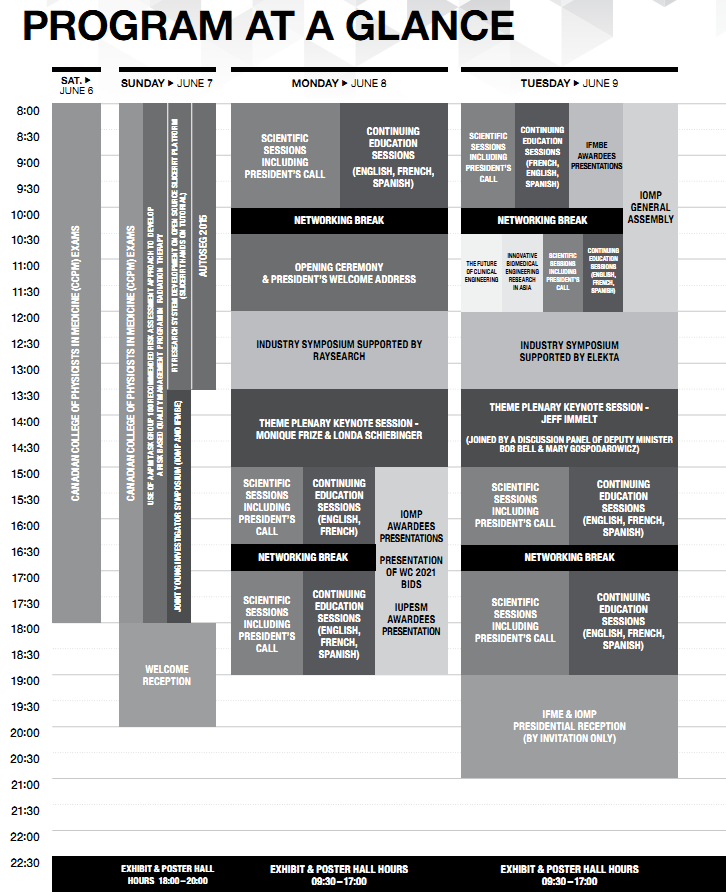 PROGRAM AT A GLANCE
SAT. ▶
JUNE 6
SUNDAY ▶ JUNE 7
MONDAY ▶ JUNE 8
TUESDAY ▶ JUNE 9
8:00
8:30
9:00
9:30
10:00
10:30
11:00
11:30
12:00
12:30
13:00
13:30
14:00
14:30
15:00
15:30
16:00
16:30
17:00
17:30
18:00
18:30
19:00
19:30
20:00
20:30
21:00
21:30
22:00
22:30
CANADIAN COLLEGE OF PHYSICISTS IN MEDICINE (CCPM) EXAMS
CANADIAN COLLEGE OF PHYSICISTS IN MEDICINE (CCPM) EXAMS
USE OF AAPM TASK GROUP 100 RECOMMENDED RISK ASSESSMENT APPROACH TO DEVELOP
A RISK BASED QUALITY MANAGEMENT PROGRAM IN RADIATION THERAPY
RT RESEARCH SYSTEM DEVELOPMENT ON OPEN SOURCE SLICERRT PLATFORM
(SLICERRT HANDS ON TUTORIAL)
AUTOSEG 2015
JOINT YOUNG INVESTIGATOR SYMPOSIUM (IOMP AND IFMBE)
WELCOME
RECEPTION
SCIENTIFIC
SESSIONS
INCLUDING
PRESIDENT'S CALL
CONTINUING
EDUCATION
SESSIONS
(ENGLISH, FRENCH,
SPANISH)
NETWORKING BREAK
OPENING CEREMONY
& PRESIDENT'S WELCOME ADDRESS
INDUSTRY SYMPOSIUM SUPPORTED BY
RAYSEARCH
THEME PLENARY KEYNOTE SESSION -
MONIQUE FRIZE & LONDA SCHIEBINGER
SCIENTIFIC
SESSIONS
INCLUDING
PRESIDENT'S
CALL
CONTINUING
EDUCATION
SESSIONS
(ENGLISH,
FRENCH)
NETWORKING BREAK
SCIENTIFIC
SESSIONS
INCLUDING
PRESIDENT'S
CALL
CONTINUING
EDUCATION
SESSIONS
(ENGLISH,
FRENCH,
SPANISH)
IOMP
AWARDEES
PRESENTATIONS
PRESENTATION
OF WC 2021
BIDS
IUPESM
AWARDEES
PRESENTATION
SCIENTIFIC
SESSIONS
INCLUDING
PRESIDENT'S
CALL
CONTINUING
EDUCATION
SESSIONS
(FRENCH,
ENGLISH,
SPANISH)
IFMBE
AWARDEES
PRESENTATIONS
IOMP
GENERAL
ASSEMBLY
NETWORKING BREAK
THE FUTURE
OF CLINICAL
ENGINEERING
INNOVATIVE
BIOMEDICAL
ENGINEERING
RESEARCH
IN ASIA
SCIENTIFIC
SESSIONS
INCLUDING
PRESIDENT'S
CALL
CONTINUING
EDUCATION
SESSIONS
(ENGLISH,
FRENCH,
SPANISH)
INDUSTRY SYMPOSIUM
SUPPORTED BY ELEKTA
THEME PLENARY KEYNOTE SESSION -
JEFF IMMELT
(JOINED BY A DISCUSSION PANEL OF DEPUTY MINISTER
BOB BELL & MARY GOSPODAROWICZ)
SCIENTIFIC
SESSIONS
INCLUDING
PRESIDENT'S CALL
CONTINUING
EDUCATION
SESSIONS
(ENGLISH, FRENCH,
SPANISH)
NETWORKING BREAK
SCIENTIFIC
SESSIONS
INCLUDING
PRESIDENT'S CALL
CONTINUING
EDUCATION
SESSIONS
(ENGLISH, FRENCH,
SPANISH)
IFME & IOMP
PRESIDENTIAL RECEPTION
(BY INVITATION ONLY)
EXHIBIT & POSTER HALL
HOURS 18:00–20:00
EXHIBIT & POSTER HALL HOURS
09:30–17:00
EXHIBIT & POSTER HALL HOURS
09:30–17:00